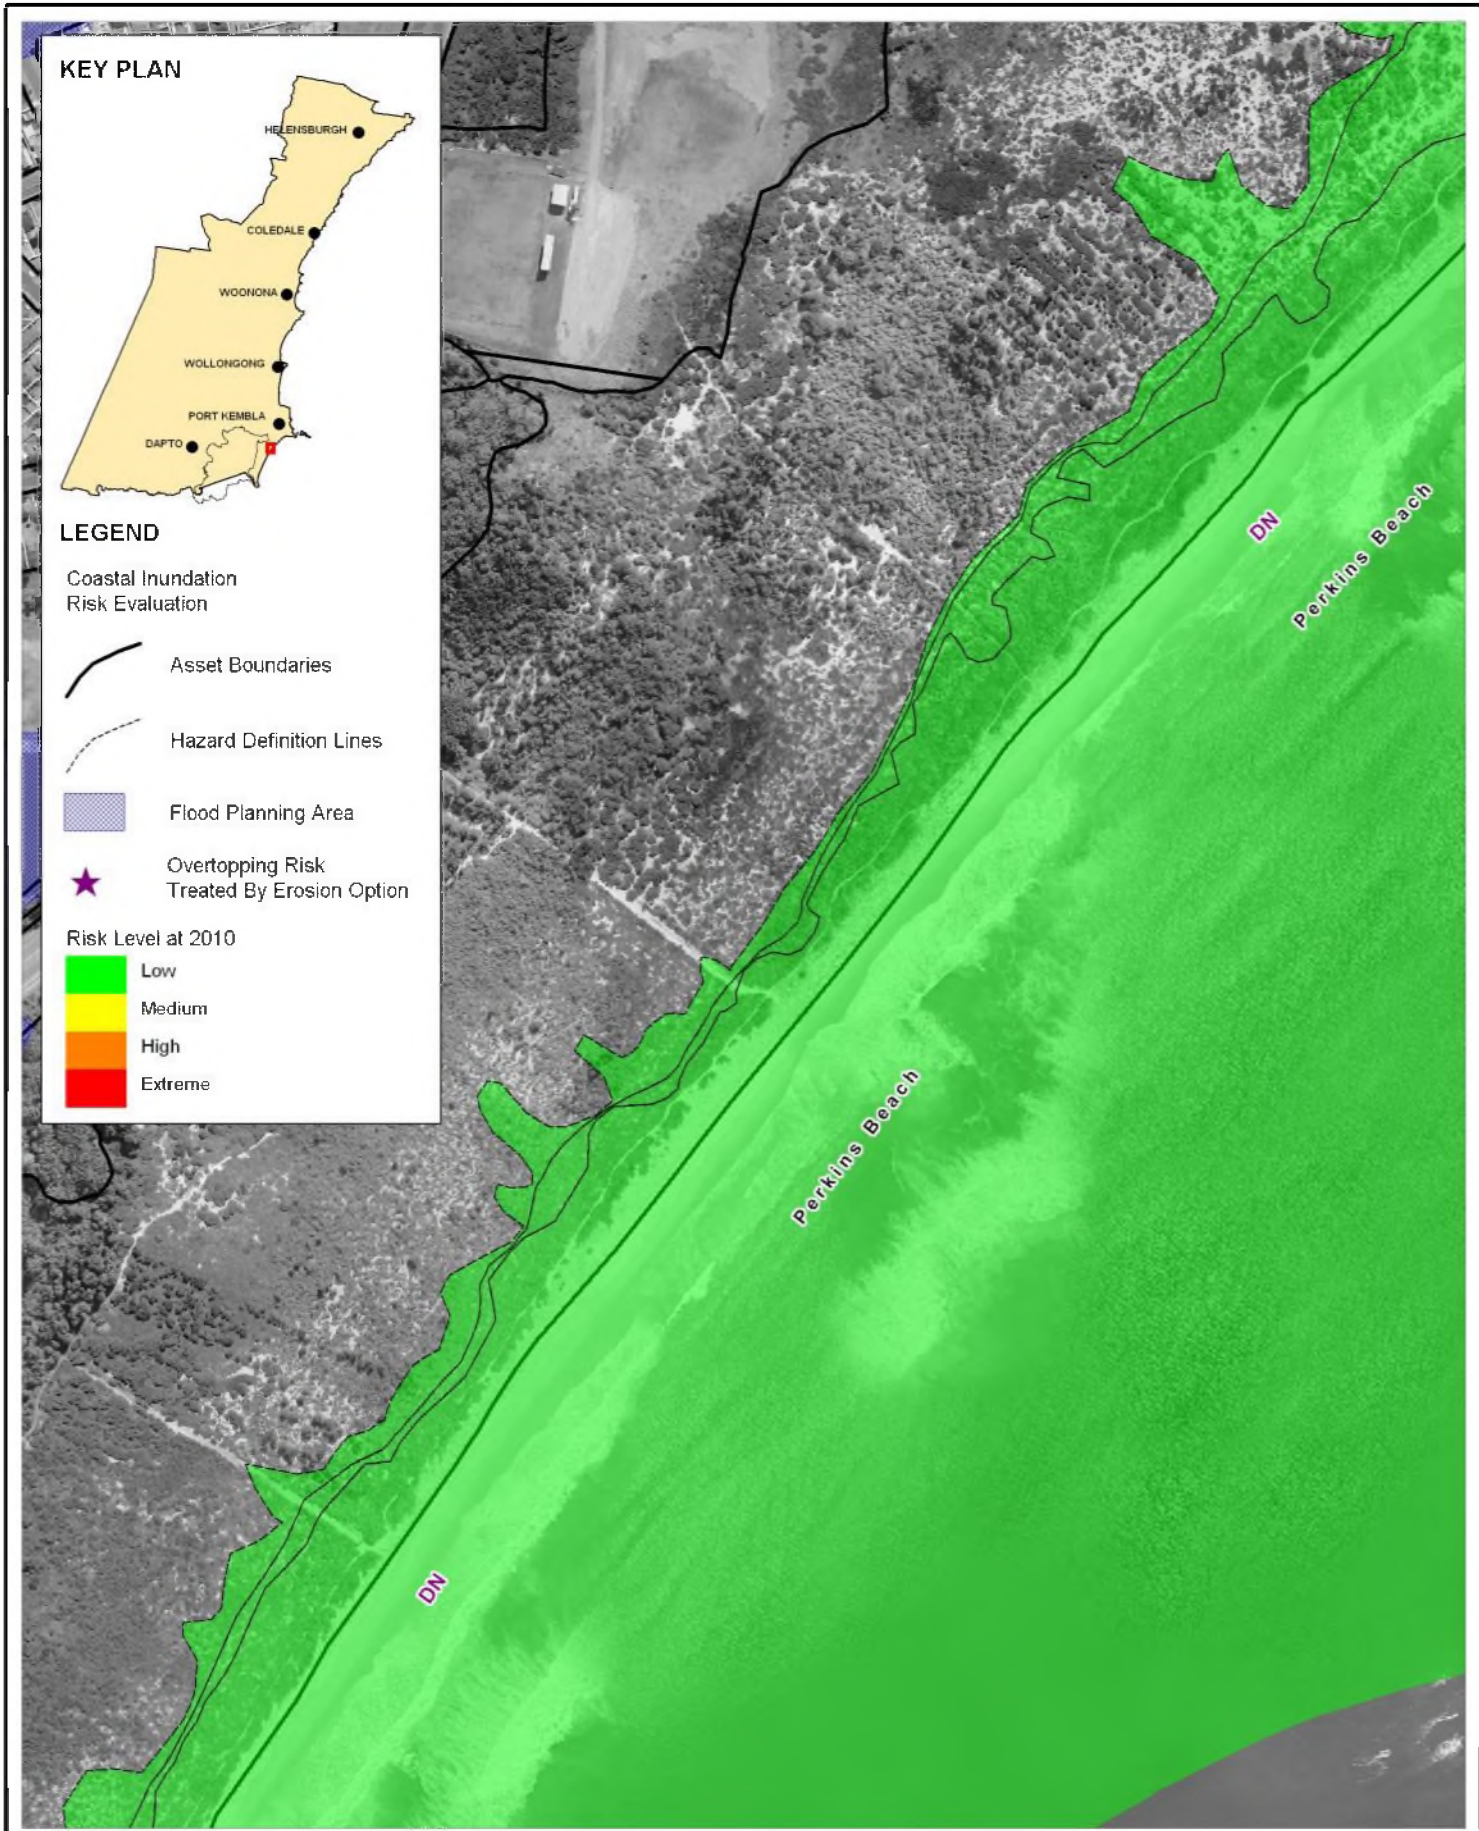 KEY PLAN
HELENSBURGH
COLEDALE
WOONONA
WOLLONGONG
PORT KEMBLA
DAPTO
LEGEND
Coastal Inundation
Risk Evaluation
Asset Boundaries
Hazard Definition Lines
Flood Planning Area
Overtopping Risk
Treated By Erosion Option
Risk Level at 2010
Low
Medium
High
Extreme
DN
Perkins Beach
Perkins Beach
DN